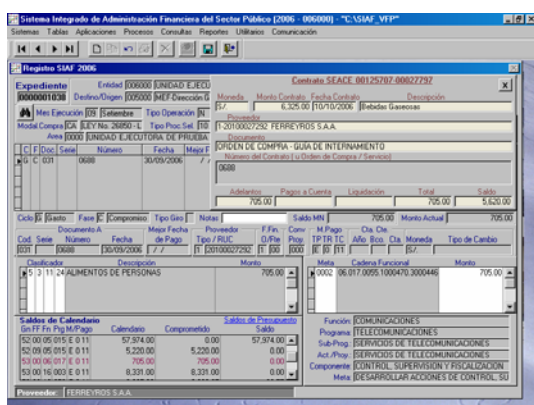 Sistema Integrado de Administración Financiera del Sector Público (2006 - 006000) - "C:\SIAF_VFP"
Sistemas Tablas Aplicaciones Procesos Consultas Reportes Utilitarios Comunicación
Registro SIAF 2006
Expediente Entidad 006000 UNIDAD EJECU
0000001038 Destino/Origen 005000 MEF-Dirección G
Mes Ejecución 09 Setiembre Tipo Operación N
Modal.Compra CA LEY No. 26850 - L Tipo Proc.Sel. 10
Area 0000 UNIDAD EJECUTORA DE PRUEBA
C F Doc Serie Número Fecha Mejor F
G C 031 0688 30/09/2006 / /
Contrato SEACE 00125707-00027797
X
Moneda Monto Contrato Fecha Contrato Descripción
S/. 6,325.00 10/10/2006 Bebidas Gaseosas
Proveedor
1-20100027292 FERREYROS S.A.A.
Documento
ORDEN DE COMPRA - GUÍA DE INTERNAMIENTO
Número del Contrato ( u Orden de Compra / Servicio)
0688
Adelantos Pagos a Cuenta Liquidación Total Saldo
705.00 705.00 5,620.00
Ciclo G Gasto Fase C Compromiso Tipo Giro Notas Saldo MN 705.00 Monto Actual 705.00
Documento A Mejor Fecha Proveedor F.Fin. Conv M.Pago Cta. Cte.
Cod. Serie Número Fecha de Pago Tipo / RUC O/Fte Proy. TP TR TC Año Bco. Cta Moneda Tipo de Cambio
031 0688 30/09/2006 / / 1 20100027292 1 00 000 E 0 11 S/.
Clasificador Descripción Monto
5 3 11 24 ALIMENTOS DE PERSONAS 705.00
Meta Cadena Funcional Monto
0002 06.017.0055.1000470.3000446 705.00
Saldos de Calendario Saldos de Presupuesto
Gn FF Fn Prg M/Pago Calendario Comprometido Saldo
52 00 05 015 E 0 11 57,974.00 0.00 57,974.00
52 09 05 015 E 0 11 5,220.00 5,220.00 0.00
53 00 06 017 E 0 11 705.00 705.00 0.00
53 00 16 003 E 0 11 8,331.00 8,331.00 0.00
Función: COMUNICACIONES
Programa: TELECOMUNICACIONES
Sub-Prog.: SERVICIOS DE TELECOMUNICACIONES
Act./Proy.: SERVICIOS DE TELECOMUNICACIONES
Componente: CONTROL, SUPERVISION Y FISCALIZACION
Meta: DESARROLLAR ACCIONES DE CONTROL, SU
Proveedor: FERREYROS S.A.A.